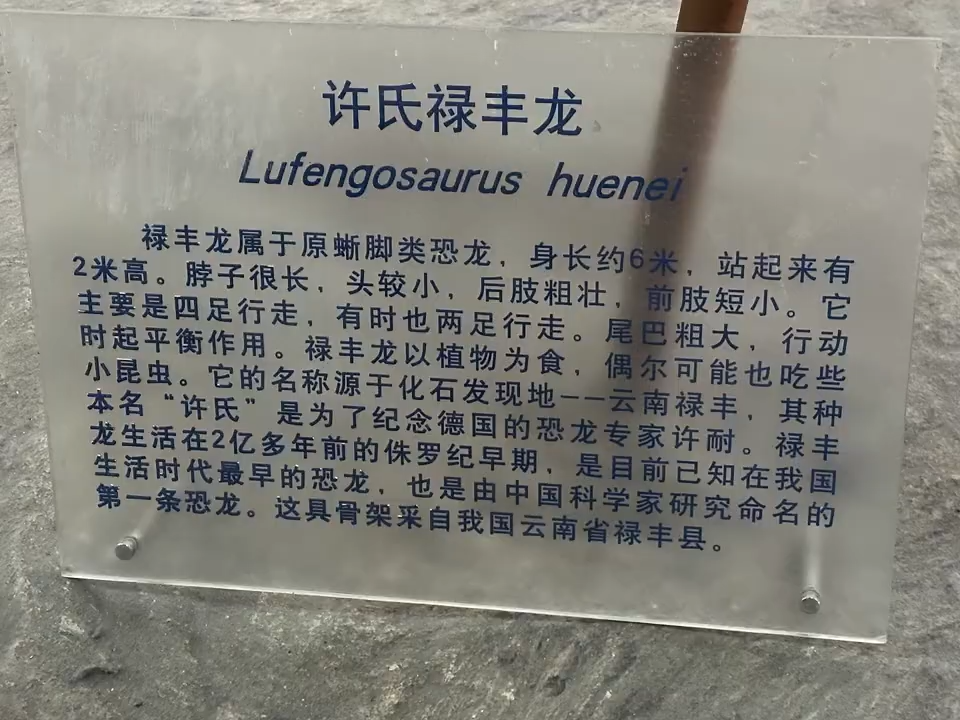 许氏禄丰龙
Lufengosaurus huenei
禄丰龙属于原蜥脚类恐龙，身长约6米，站起来有
2米高。脖子很长，头较小，后肢粗壮，前肢短小。它
主要是四足行走，有时也两足行走。尾巴粗大，行动
时起平衡作用。禄丰龙以植物为食，偶尔可能也吃些
小昆虫。它的名称源于化石发现地--云南禄丰，其种
本名“许氏”是为了纪念德国的恐龙专家许耐。禄丰
龙生活在2亿多年前的侏罗纪早期，是目前已知在我国
生活时代最早的恐龙，也是由中国科学家研究命名的
第一条恐龙。这具骨架采自我国云南省禄丰县。